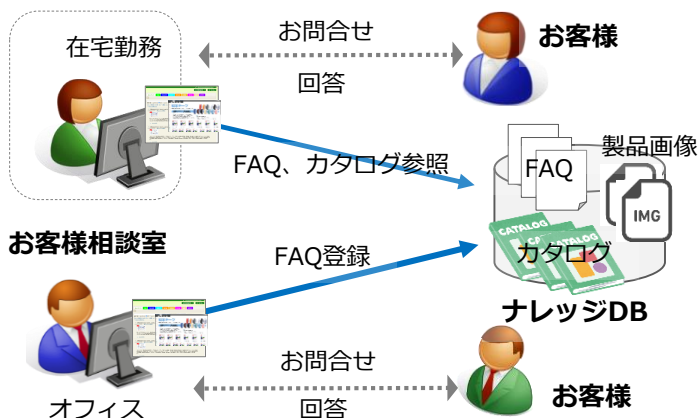 お問合せ
お客様
在宅勤務
回答
製品画像
FAQ
FAQ、カタログ参照
IMG
お客様相談室
CATALOG
カタログ
FAQ登録
ナレッジDB
お問合せ
お客様
オフィス
回答